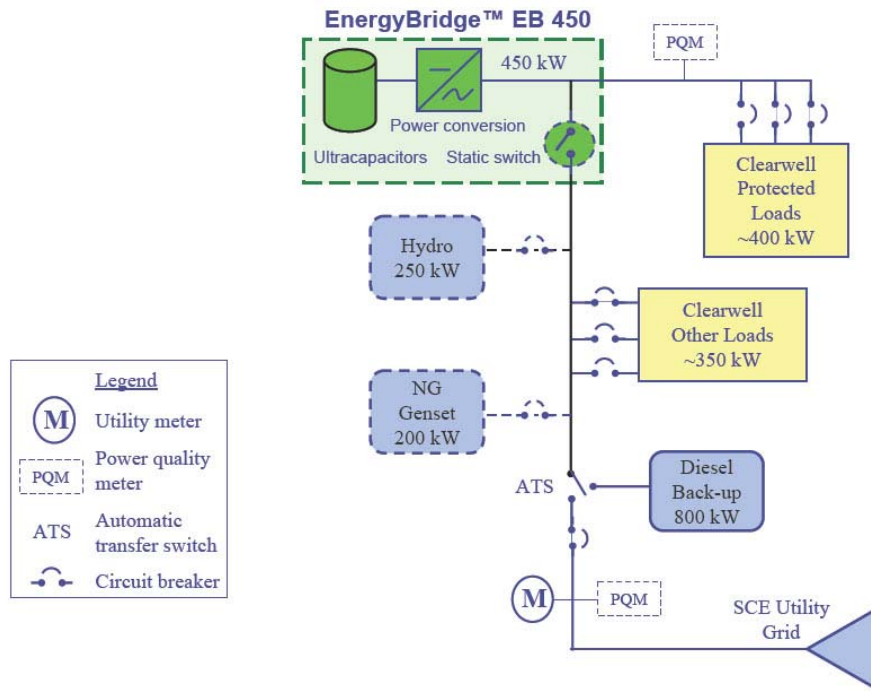 EnergyBridge™ EB 450
450 kW
PQM
Power conversion
Ultracapacitors
Static switch
Clearwell
Protected
Loads
~400 kW
Hydro
250 kW
Clearwell
Other Loads
~350 kW
NG
Genset
200 kW
ATS
Diesel
Back-up
800 kW
M
PQM
SCE Utility
Grid
Legend
M
Utility meter
PQM
Power quality
meter
ATS
Automatic
transfer switch
Circuit breaker